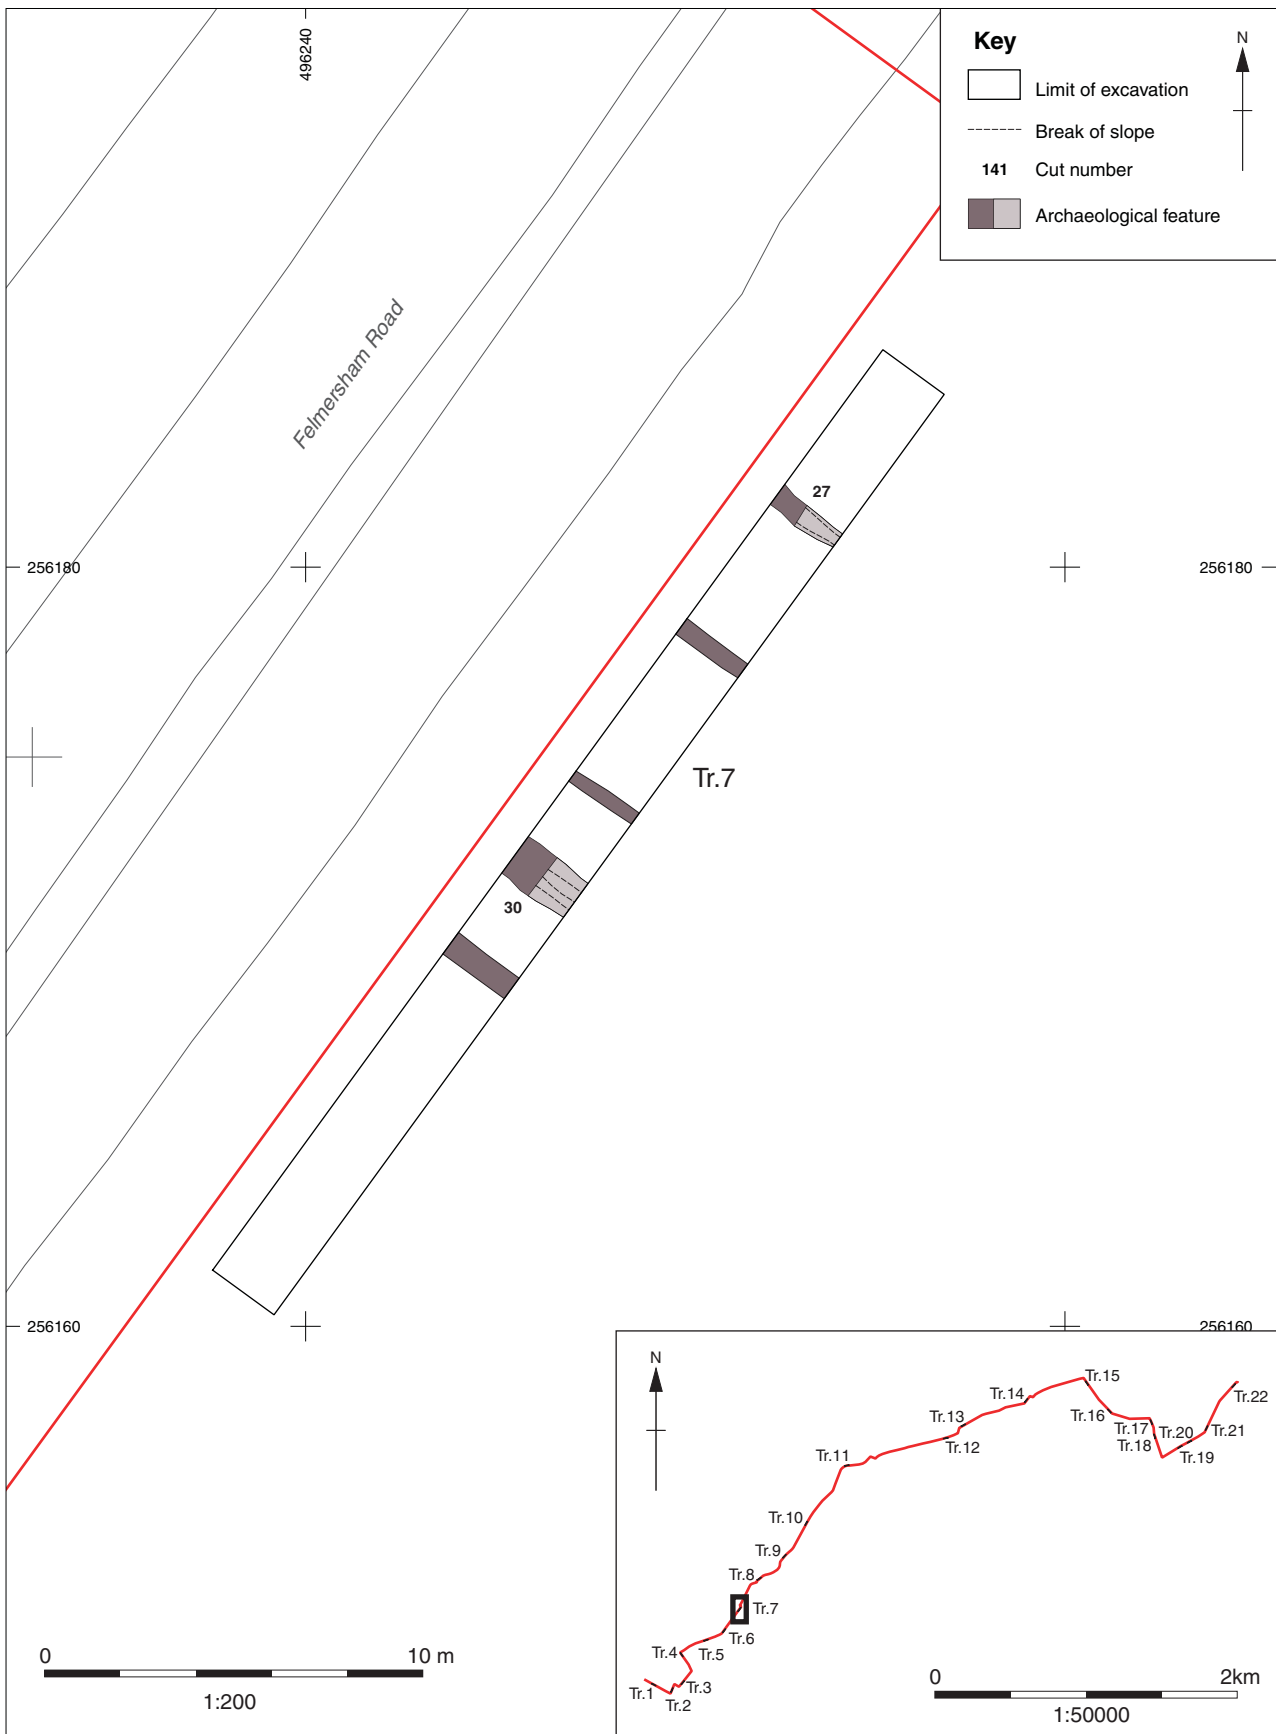 496240
Key
N
Limit of excavation
Break of slope
141 Cut number
Archaeological feature
Felmersham Road
27
256180
256180
Tr.7
30
256160
256160
N
Tr.15
Tr.22
Tr.14
Tr.16
Tr.13
Tr.17
Tr.20
Tr.21
Tr.12
Tr.18
Tr.11
Tr.19
Tr.10
Tr.9
Tr.8
Tr.7
Tr.6
Tr.4
Tr.5
Tr.3
Tr.1
Tr.2
0 10 m
1:200
0 2km
1:50000